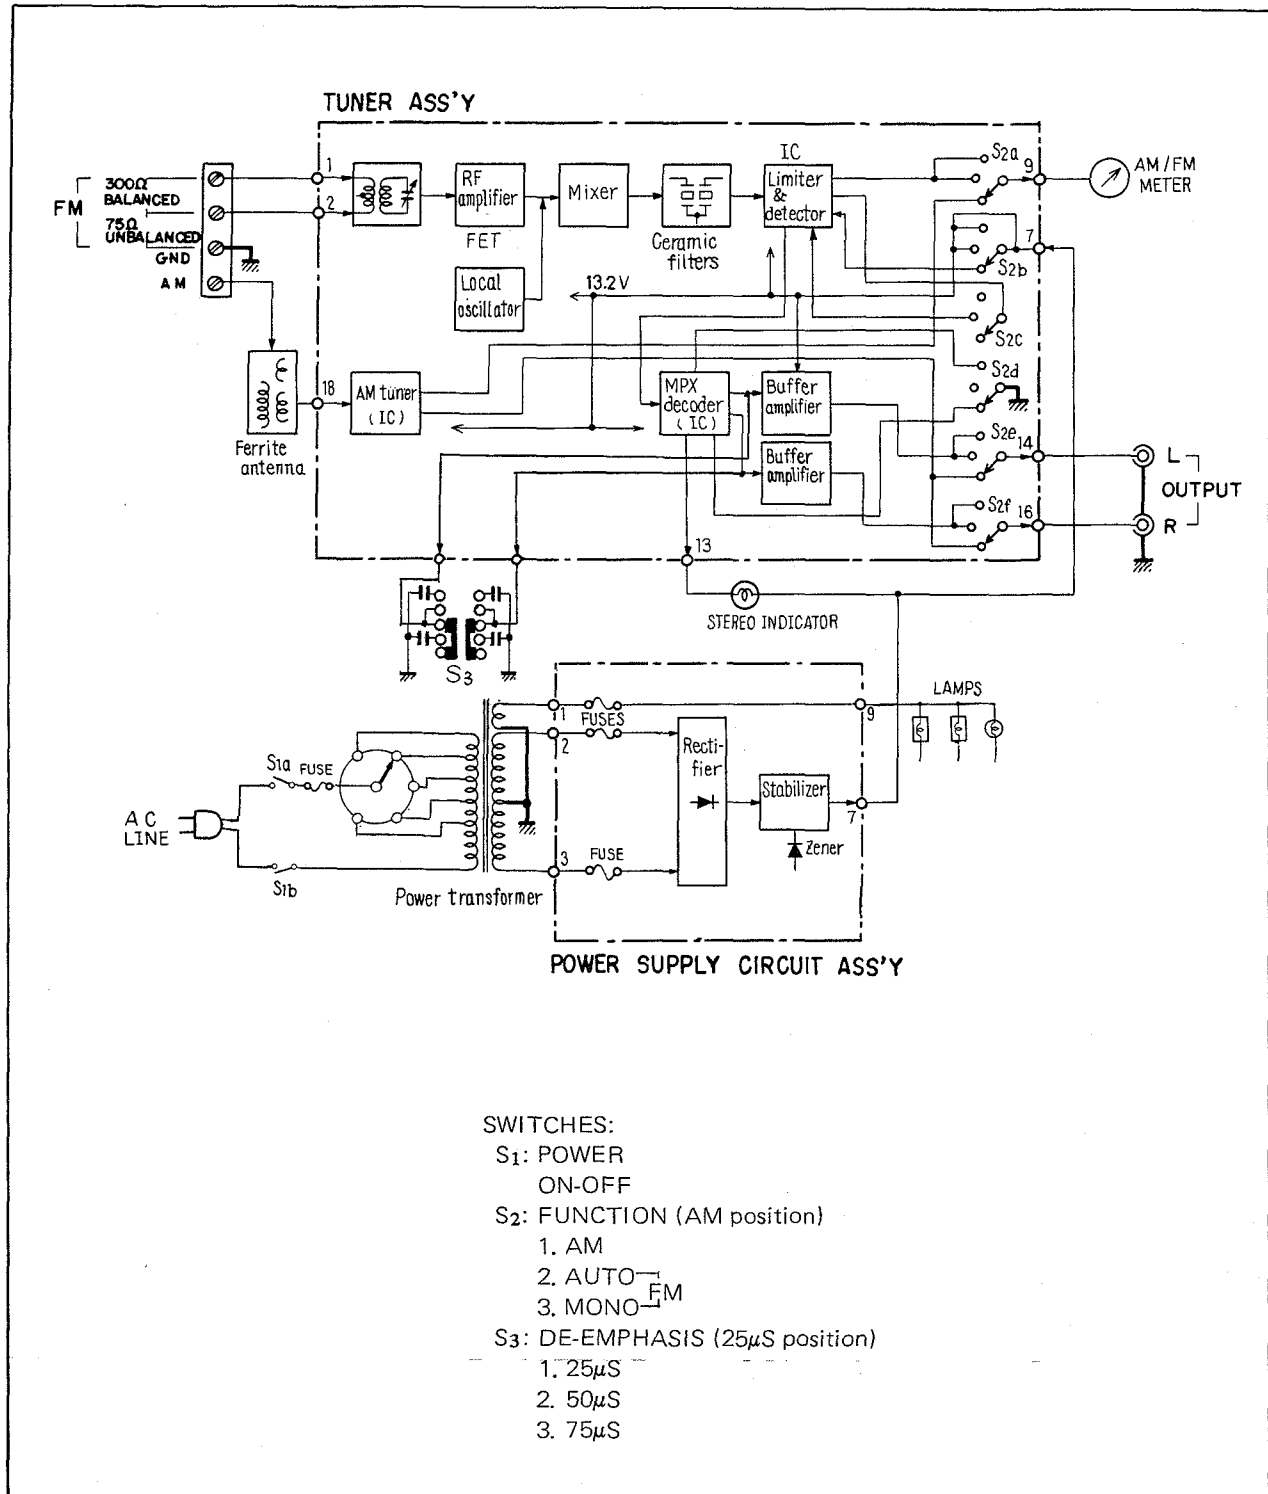 TUNER ASS'Y
FM
300Ω
BALANCED
75Ω
UNBALANCED
GND
AM
1
2
RF
amplifier
FET
Mixer
Ceramic
filters
IC
Limiter
&
detector
S2a
9
AM/FM
METER
7
S2b
Local
oscillator
13.2V
S2c
18
AM tuner
(IC)
Ferrite
antenna
MPX
decoder
(IC)
Buffer
amplifier
Buffer
amplifier
S2d
S2e
14
L
OUTPUT
R
S2f
16
13
STEREO INDICATOR
S3
LAMPS
1
FUSES
2
9
Recti-
fier
Stabilizer
7
Zener
3
FUSE
S1a
FUSE
AC
LINE
S1b
Power transformer
POWER SUPPLY CIRCUIT ASS'Y
SWITCHES:
S1: POWER
ON-OFF
S2: FUNCTION (AM position)
1. AM
2. AUTO
FM
3. MONO
S3: DE-EMPHASIS (25μS position)
1. 25μS
2. 50μS
3. 75μS